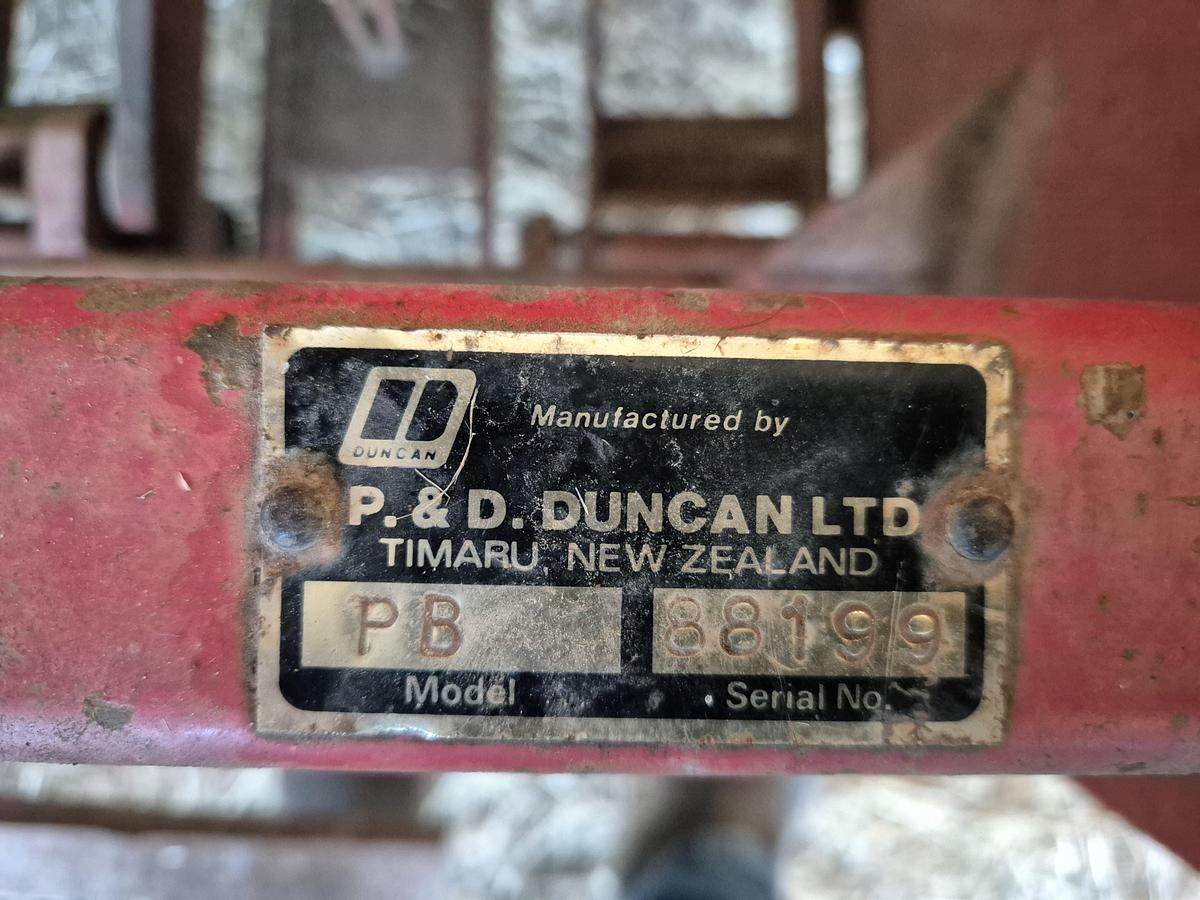 DUNCAN
Manufactured by
P. & D. DUNCAN LTD
TIMARU, NEW ZEALAND
PB 88199
Model Serial No.